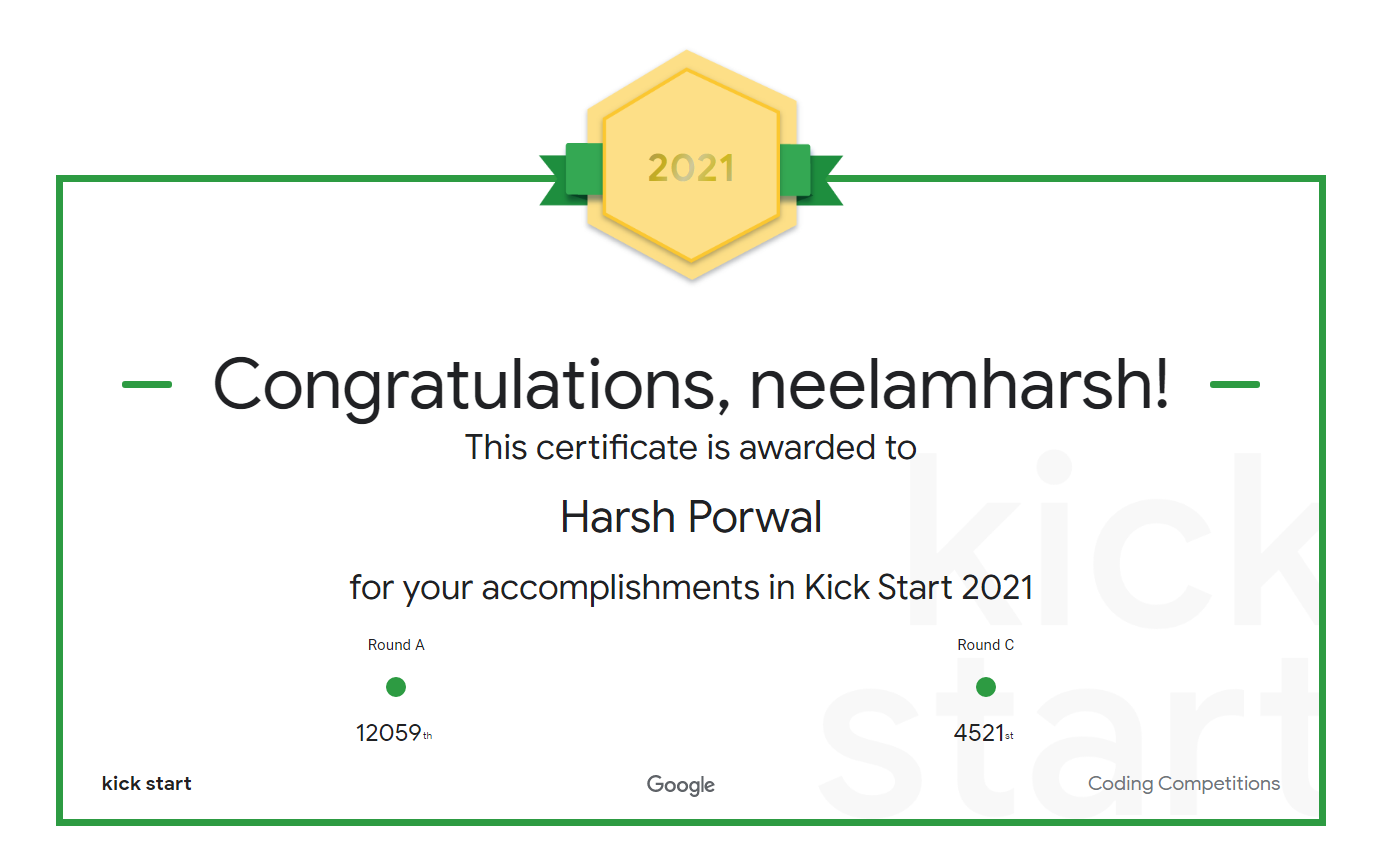 2021
Congratulations, neelamharsh!
This certificate is awarded to
Harsh Porwal
for your accomplishments in Kick Start 2021
Round A
Round C
12059th
4521st
kick start
kick start
Google
Coding Competitions